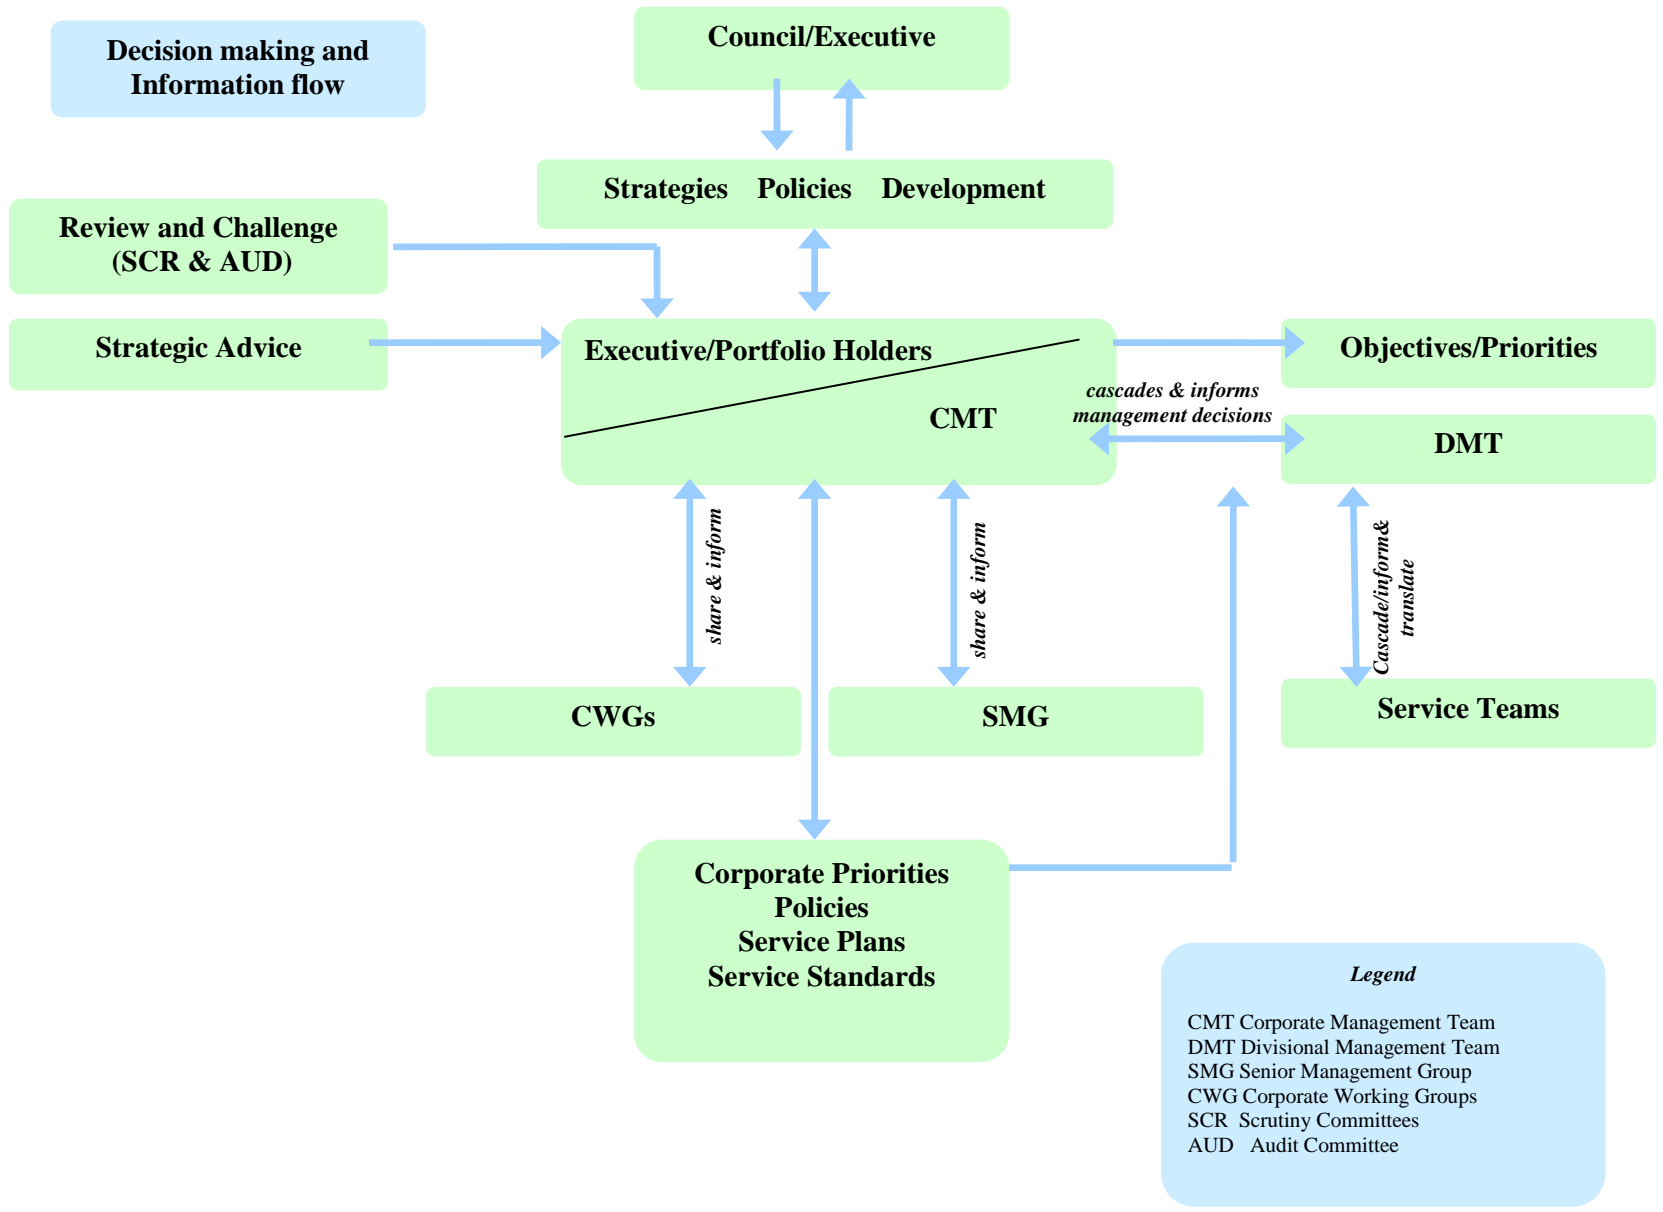 Decision making and
Information flow
Council/Executive
Strategies Policies Development
Review and Challenge
(SCR & AUD)
Strategic Advice
Executive/Portfolio Holders
CMT
Objectives/Priorities
cascades & informs
management decisions
DMT
share & inform
share & inform
Cascade/inform&
translate
CWGs
SMG
Service Teams
Corporate Priorities
Policies
Service Plans
Service Standards
Legend
CMT Corporate Management Team
DMT Divisional Management Team
SMG Senior Management Group
CWG Corporate Working Groups
SCR Scrutiny Committees
AUD Audit Committee